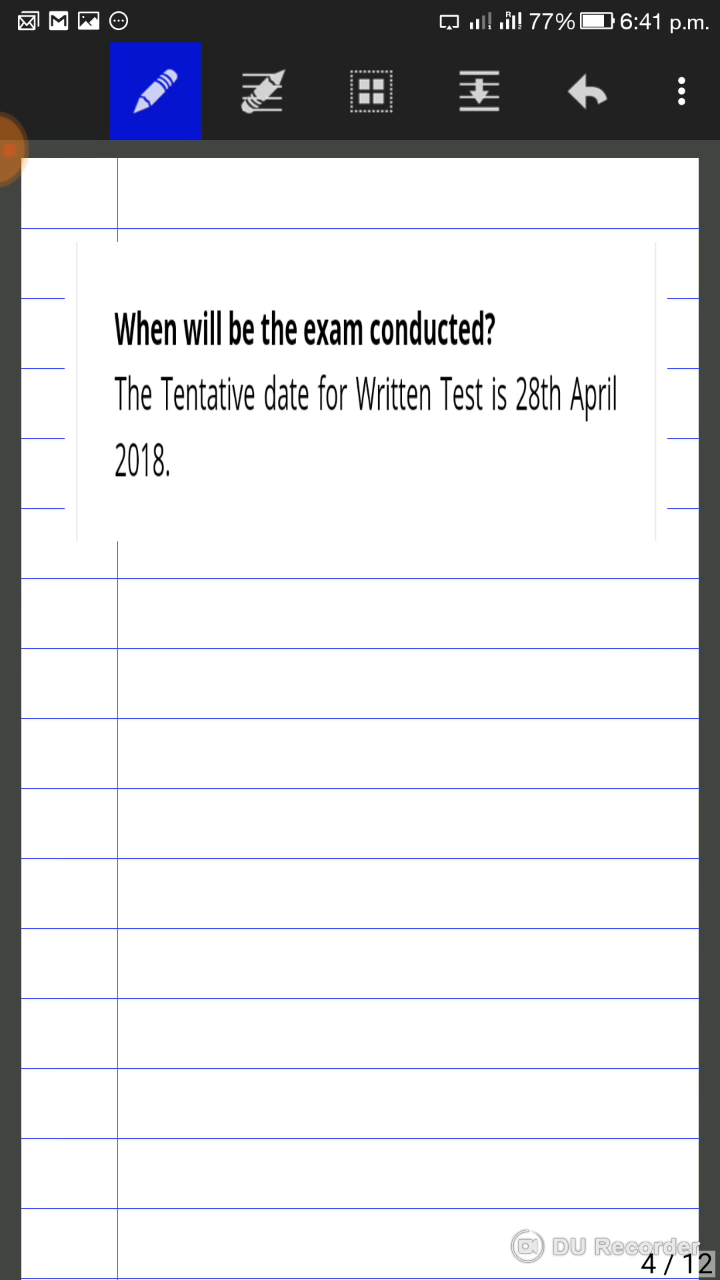 77% 6:41 p.m.
When will be the exam conducted?
The Tentative date for Written Test is 28th April
2018.
DU Recorder
4 / 12